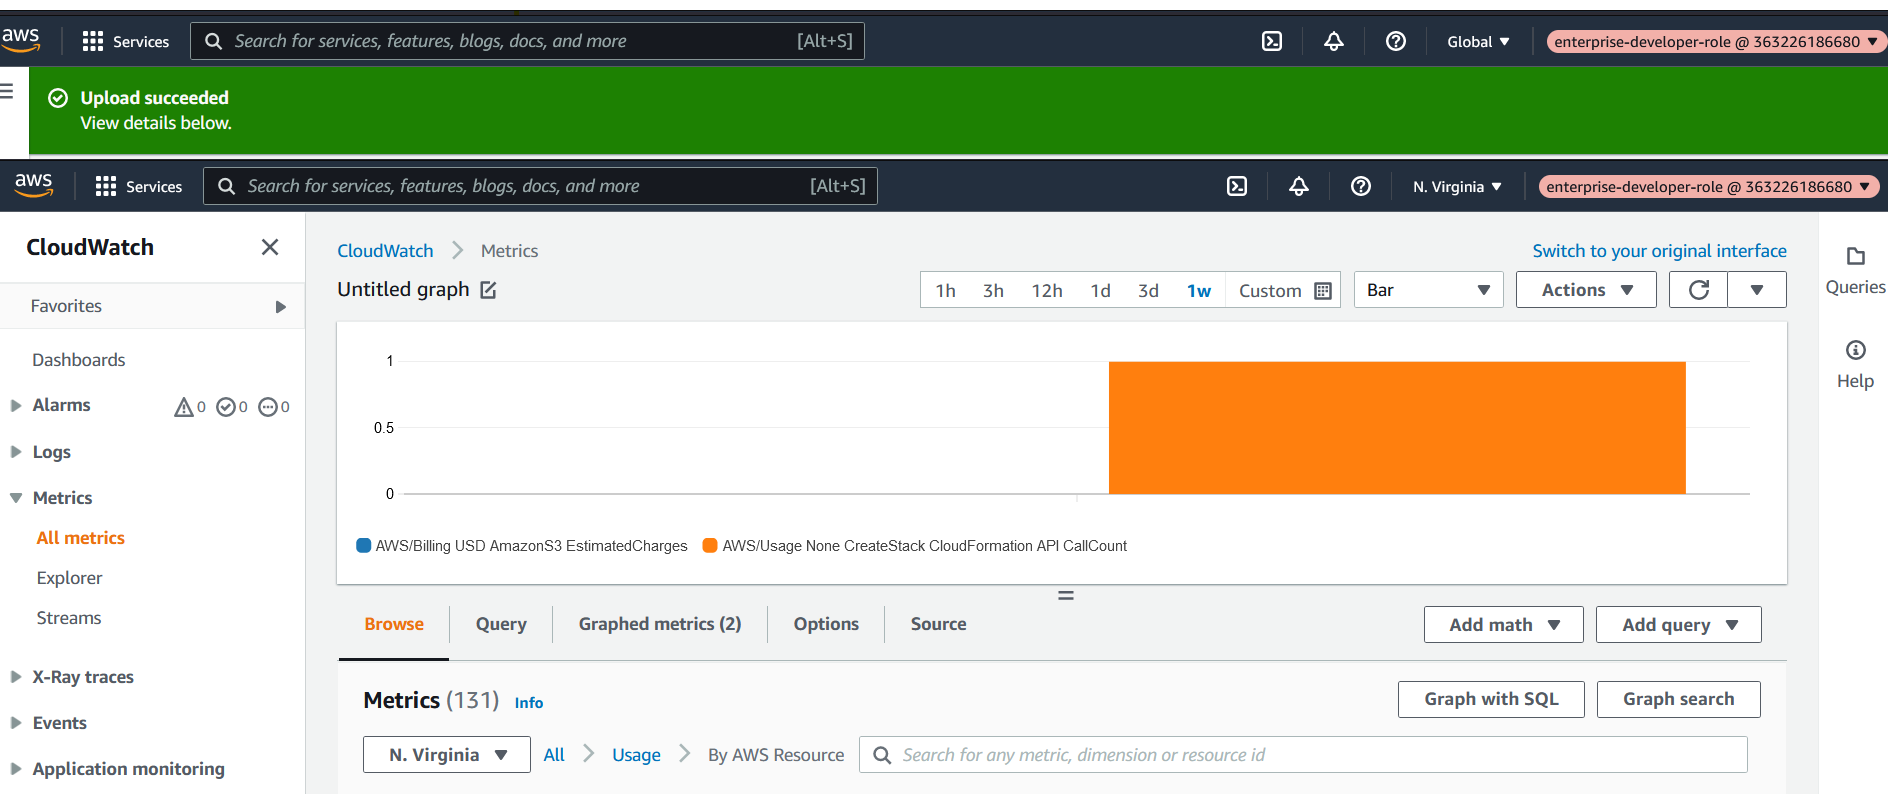 aws Services Search for services, features, blogs, docs, and more [Alt+S] Global enterprise-developer-role @ 363226186680
Upload succeeded
View details below.
aws Services Search for services, features, blogs, docs, and more [Alt+S] N. Virginia enterprise-developer-role @ 363226186680
CloudWatch
Favorites
Dashboards
Alarms 0 0 0
Logs
Metrics
All metrics
Explorer
Streams
X-Ray traces
Events
Application monitoring
CloudWatch Metrics
Switch to your original interface
Untitled graph
1h 3h 12h 1d 3d 1w Custom Bar Actions
1
0.5
0
AWS/Billing USD AmazonS3 EstimatedCharges AWS/Usage None CreateStack CloudFormation API CallCount
Browse Query Graphed metrics (2) Options Source Add math Add query
Metrics (131) Info Graph with SQL Graph search
N. Virginia All Usage By AWS Resource Search for any metric, dimension or resource id
Queries
Help